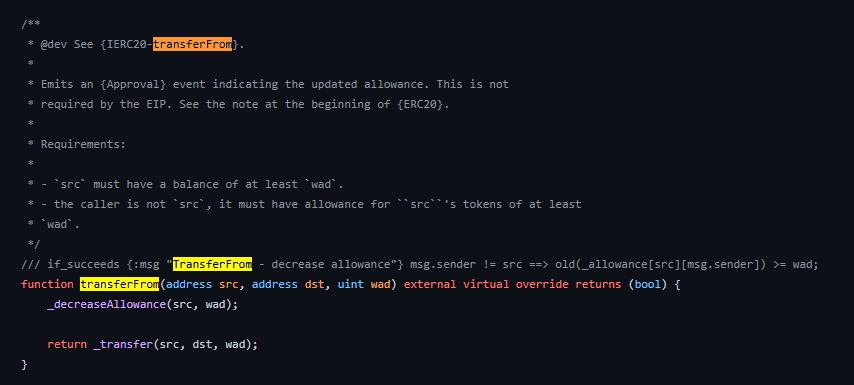 /**
 * @dev See {IERC20-transferFrom}.
 *
 * Emits an {Approval} event indicating the updated allowance. This is not
 * required by the EIP. See the note at the beginning of {ERC20}.
 *
 * Requirements:
 *
 * - `src` must have a balance of at least `wad`.
 * - the caller is not `src`, it must have allowance for ``src``'s tokens of at least
 * `wad`.
 */
/// if_succeeds {:msg "TransferFrom - decrease allowance"} msg.sender != src ==> old(_allowance[src][msg.sender]) >= wad;
function transferFrom(address src, address dst, uint wad) external virtual override returns (bool) {
    _decreaseAllowance(src, wad);

    return _transfer(src, dst, wad);
}